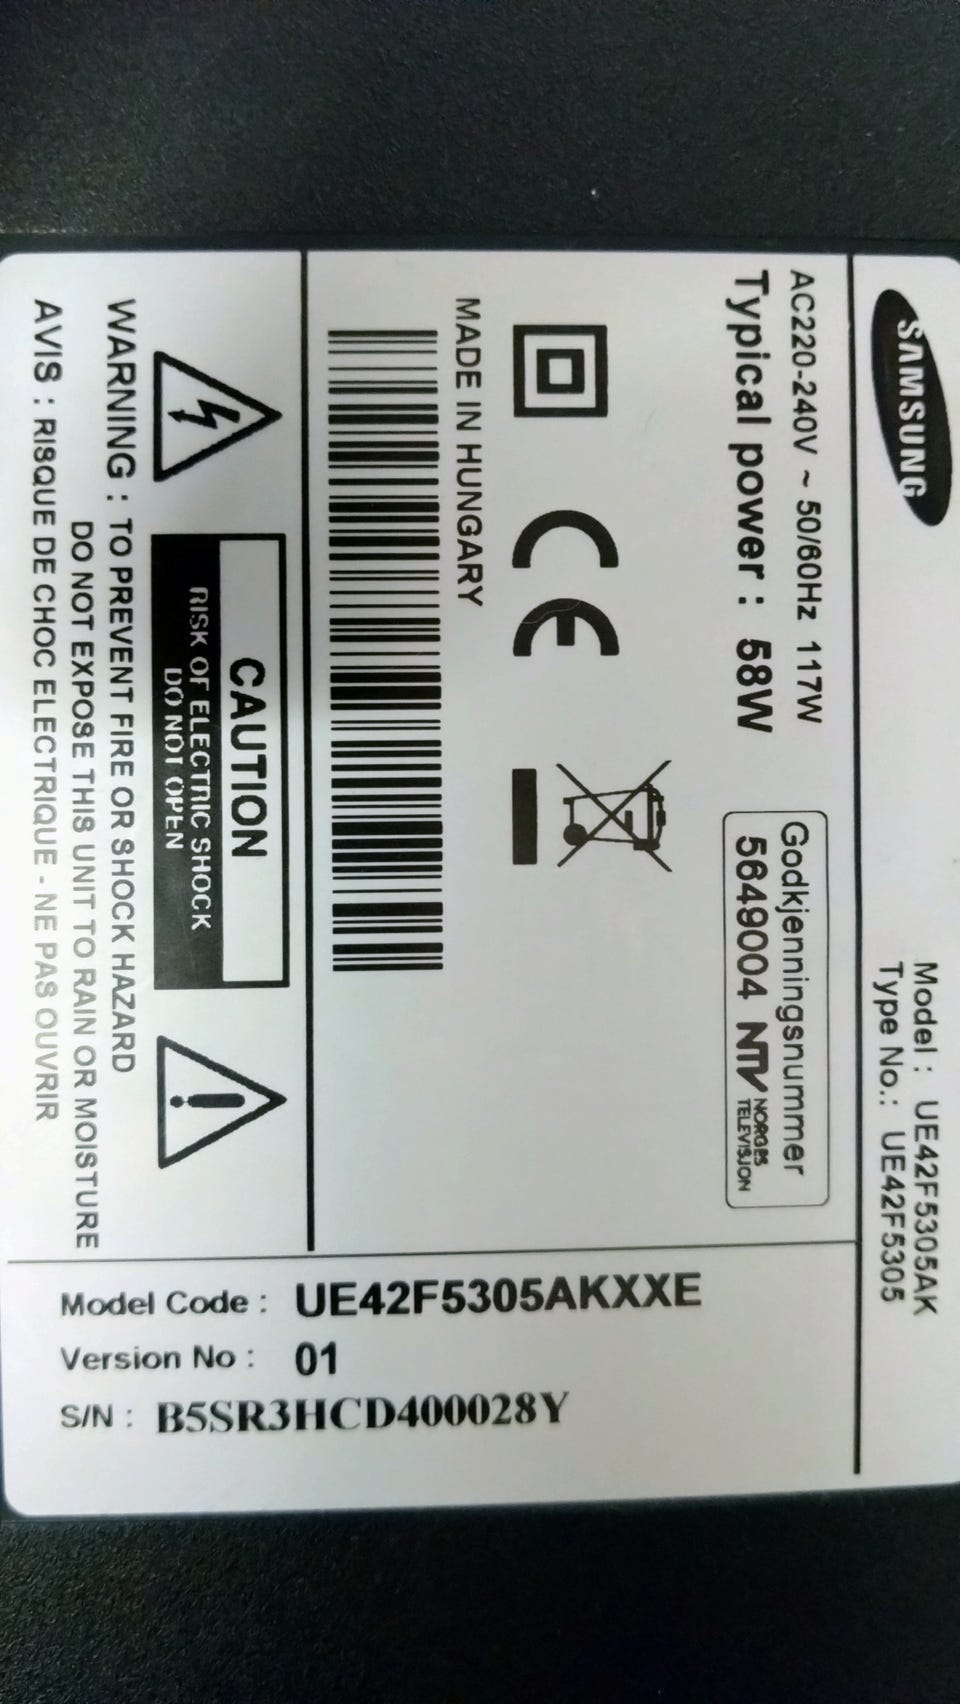 SAMSUNG
Model : UE42F5305AK
Type No.: UE42F5305
AC220-240V ~ 50/60Hz 117W
Typical power : 58W
Godkjenningsnummer
5649004 NTV NORGES
TELEVISJON
MADE IN HUNGARY
CAUTION
RISK OF ELECTRIC SHOCK
DO NOT OPEN
WARNING : TO PREVENT FIRE OR SHOCK HAZARD
DO NOT EXPOSE THIS UNIT TO RAIN OR MOISTURE
AVIS : RISQUE DE CHOC ELECTRIQUE - NE PAS OUVRIR
Model Code : UE42F5305AKXXE
Version No : 01
S/N : B5SR3HCD400028Y